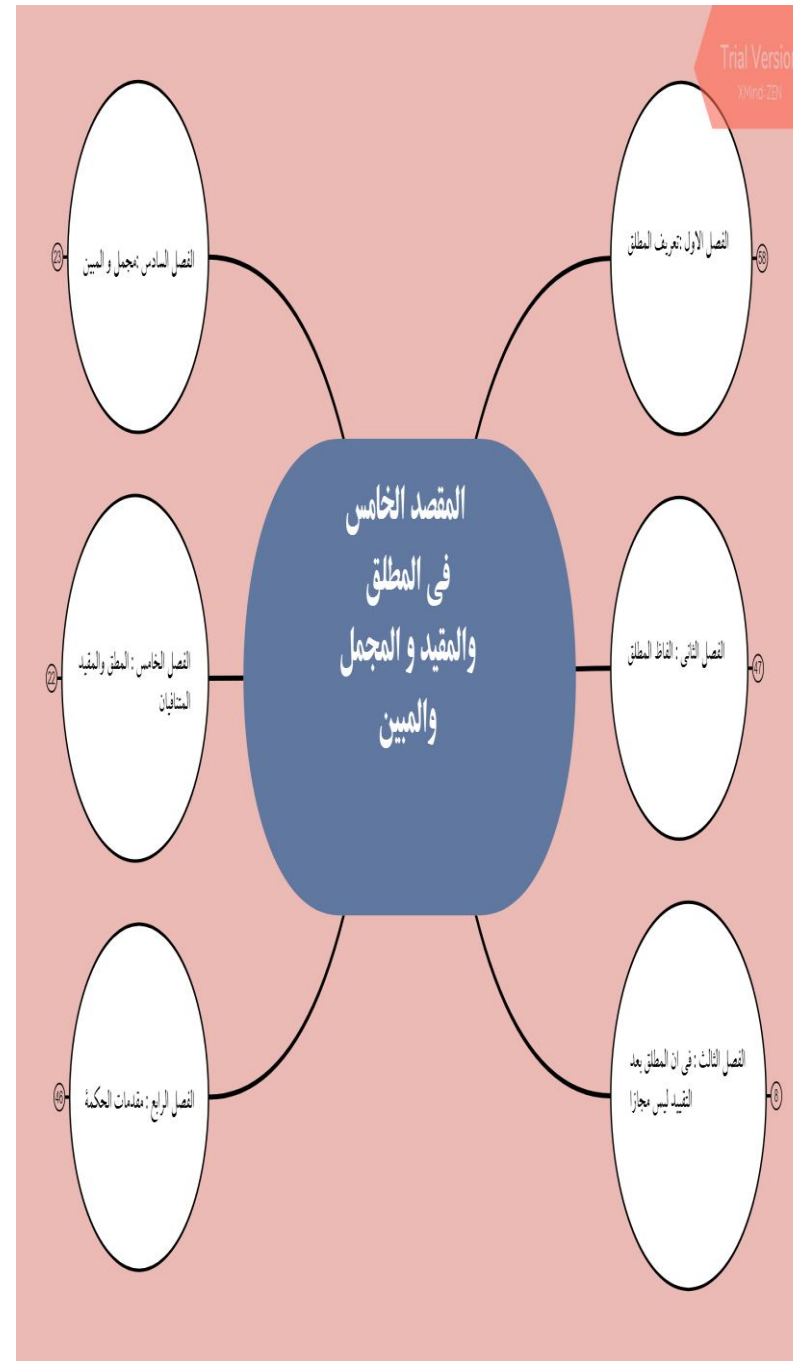 Trial Version
XMind-ZEN
المقصد الخامس
فى المطلق
والمقيد و المجمل
والمبين
الفصل الاول :تعريف المطلق
58
الفصل الثانى : الفاظ المطلق
47
الفصل الثالث : فى ان المطلق بعد
التقييد ليس مجازا
8
الفصل الرابع : مقدمات الحكمة
46
الفصل الخامس : المطق والمقيد
المتنافيان
22
الفصل السادس :مجمل و المبين
23